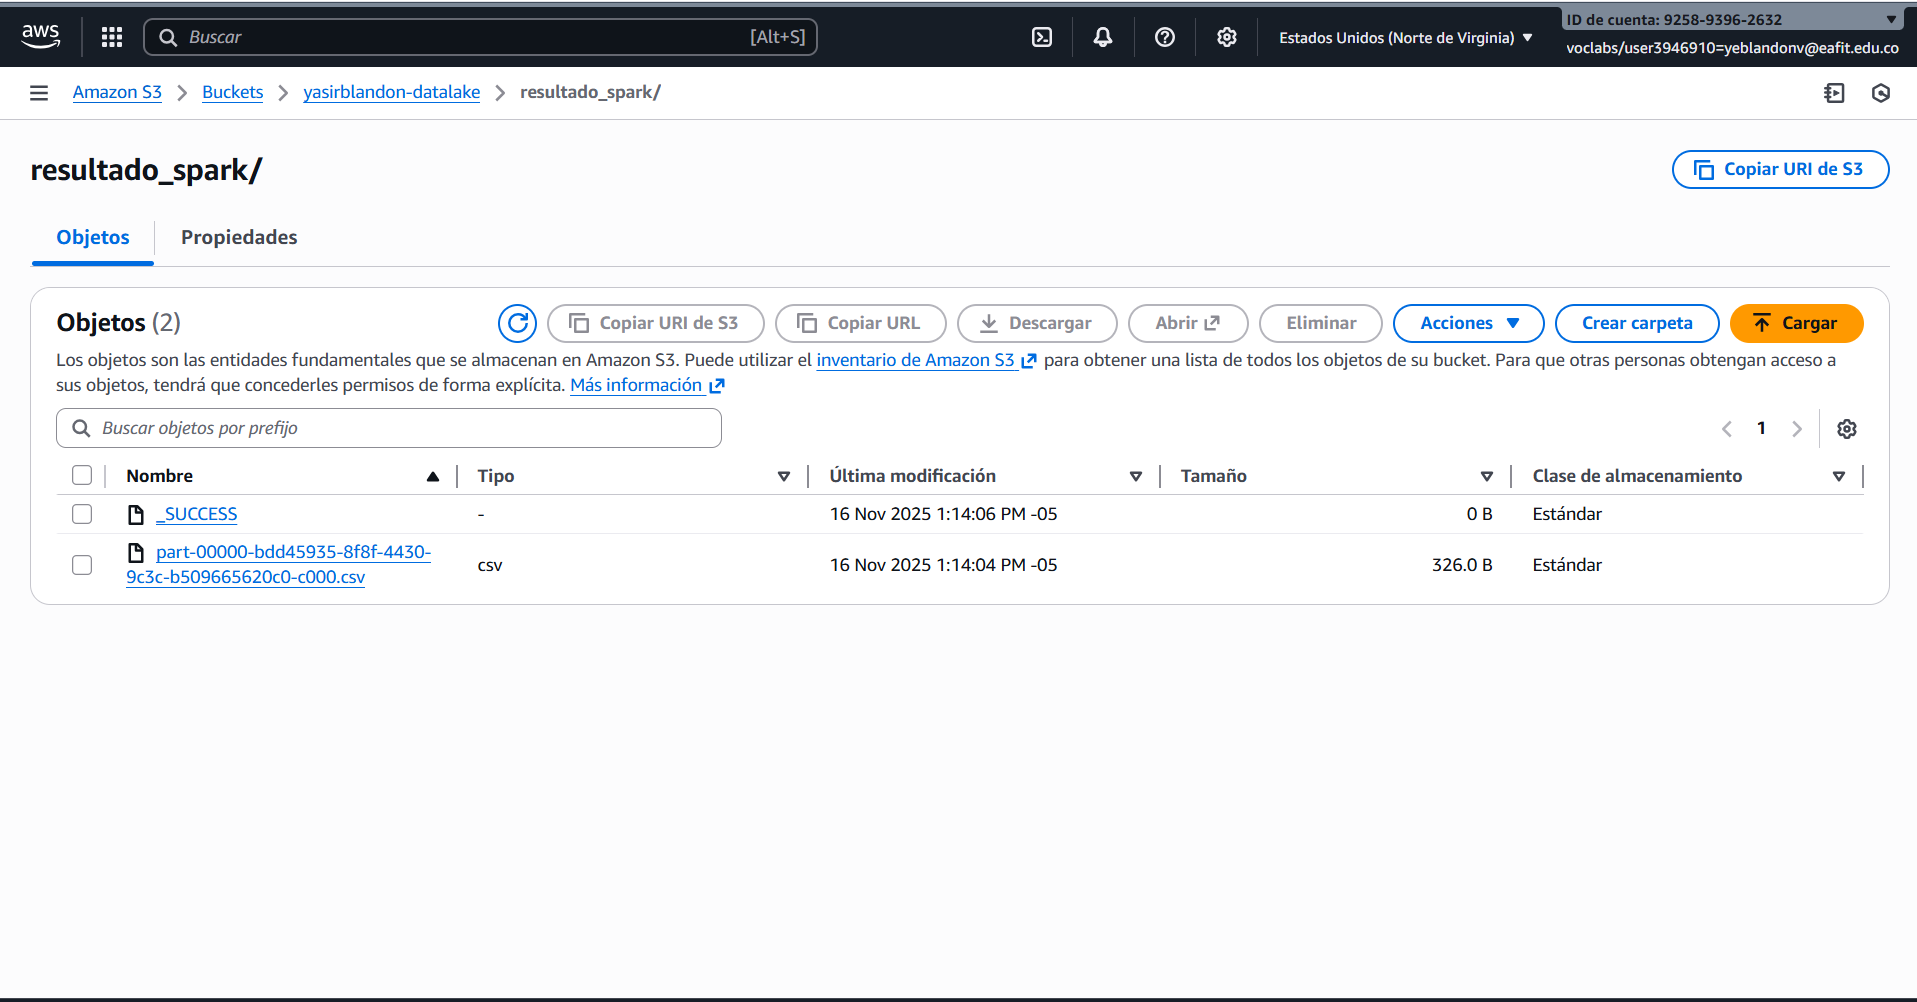 aws
Buscar [Alt+S]
Estados Unidos (Norte de Virginia)
ID de cuenta: 9258-9396-2632
voclabs/user3946910=yeblandonv@eafit.edu.co
Amazon S3 Buckets yasirblandon-datalake resultado_spark/
resultado_spark/
Copiar URI de S3
Objetos Propiedades
Objetos (2)
Copiar URI de S3 Copiar URL Descargar Abrir Eliminar Acciones Crear carpeta Cargar
Los objetos son las entidades fundamentales que se almacenan en Amazon S3. Puede utilizar el inventario de Amazon S3 para obtener una lista de todos los objetos de su bucket. Para que otras personas obtengan acceso a
sus objetos, tendrá que concederles permisos de forma explícita. Más información
Buscar objetos por prefijo
1
Nombre Tipo Última modificación Tamaño Clase de almacenamiento
_SUCCESS - 16 Nov 2025 1:14:06 PM -05 0 B Estándar
part-00000-bdd45935-8f8f-4430-
9c3c-b509665620c0-c000.csv csv 16 Nov 2025 1:14:04 PM -05 326.0 B Estándar